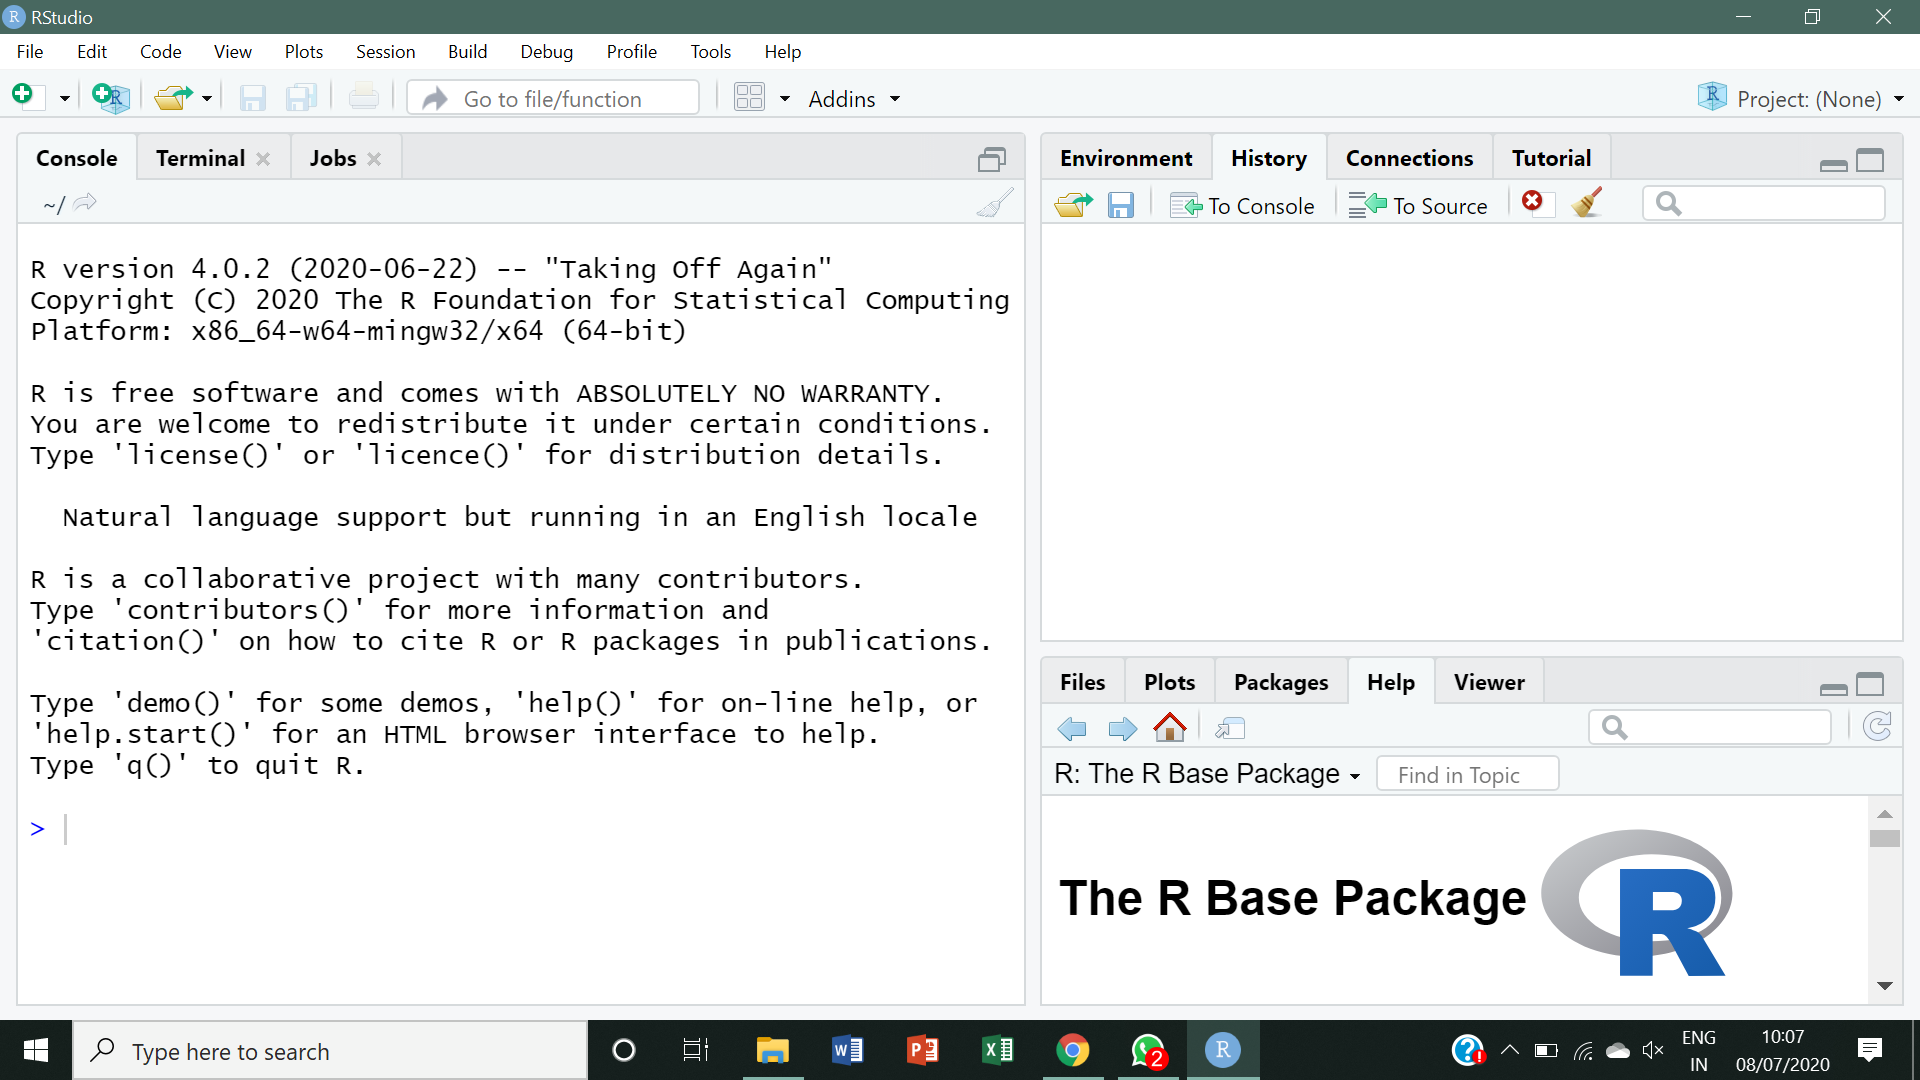 RStudio
File Edit Code View Plots Session Build Debug Profile Tools Help
Go to file/function Addins Project: (None)
Console Terminal Jobs
~/
R version 4.0.2 (2020-06-22) -- "Taking Off Again"
Copyright (C) 2020 The R Foundation for Statistical Computing
Platform: x86_64-w64-mingw32/x64 (64-bit)
R is free software and comes with ABSOLUTELY NO WARRANTY.
You are welcome to redistribute it under certain conditions.
Type 'license()' or 'licence()' for distribution details.
Natural language support but running in an English locale
R is a collaborative project with many contributors.
Type 'contributors()' for more information and
'citation()' on how to cite R or R packages in publications.
Type 'demo()' for some demos, 'help()' for on-line help, or
'help.start()' for an HTML browser interface to help.
Type 'q()' to quit R.
>
Environment History Connections Tutorial
To Console To Source
Files Plots Packages Help Viewer
R: The R Base Package Find in Topic
The R Base Package R
Type here to search
2
R
ENG
IN
10:07
08/07/2020